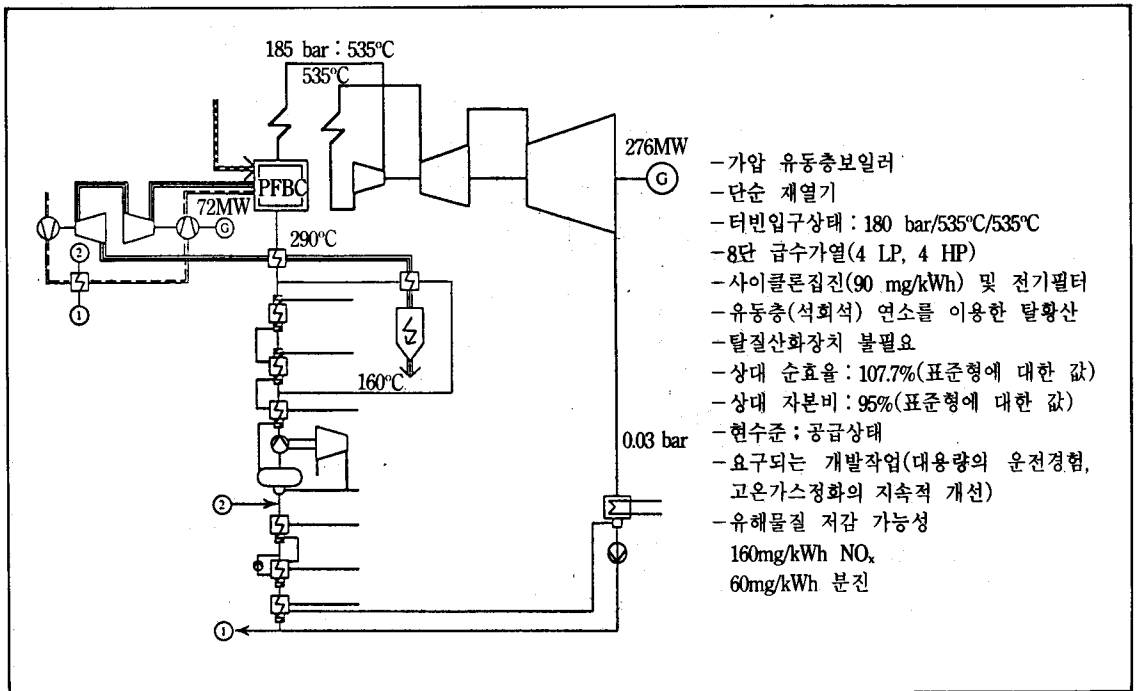 185 bar : 535℃
535℃
PFBC
72MW
G
②
①
290℃
160℃
②
①
276MW
G
0.03 bar
-가압 유동층보일러
-단순 재열기
-터빈입구상태 : 180 bar/535℃/535℃
-8단 급수가열(4 LP, 4 HP)
-사이클론집진(90 mg/kWh) 및 전기필터
-유동층(석회석) 연소를 이용한 탈황산
-탈질산화장치 불필요
-상대 순효율 : 107.7%(표준형에 대한 값)
-상대 자본비 : 95%(표준형에 대한 값)
-현수준 ; 공급상태
-요구되는 개발작업(대용량의 운전경험,
고온가스정화의 지속적 개선)
-유해물질 저감 가능성
160mg/kWh NOₓ
60mg/kWh 분진